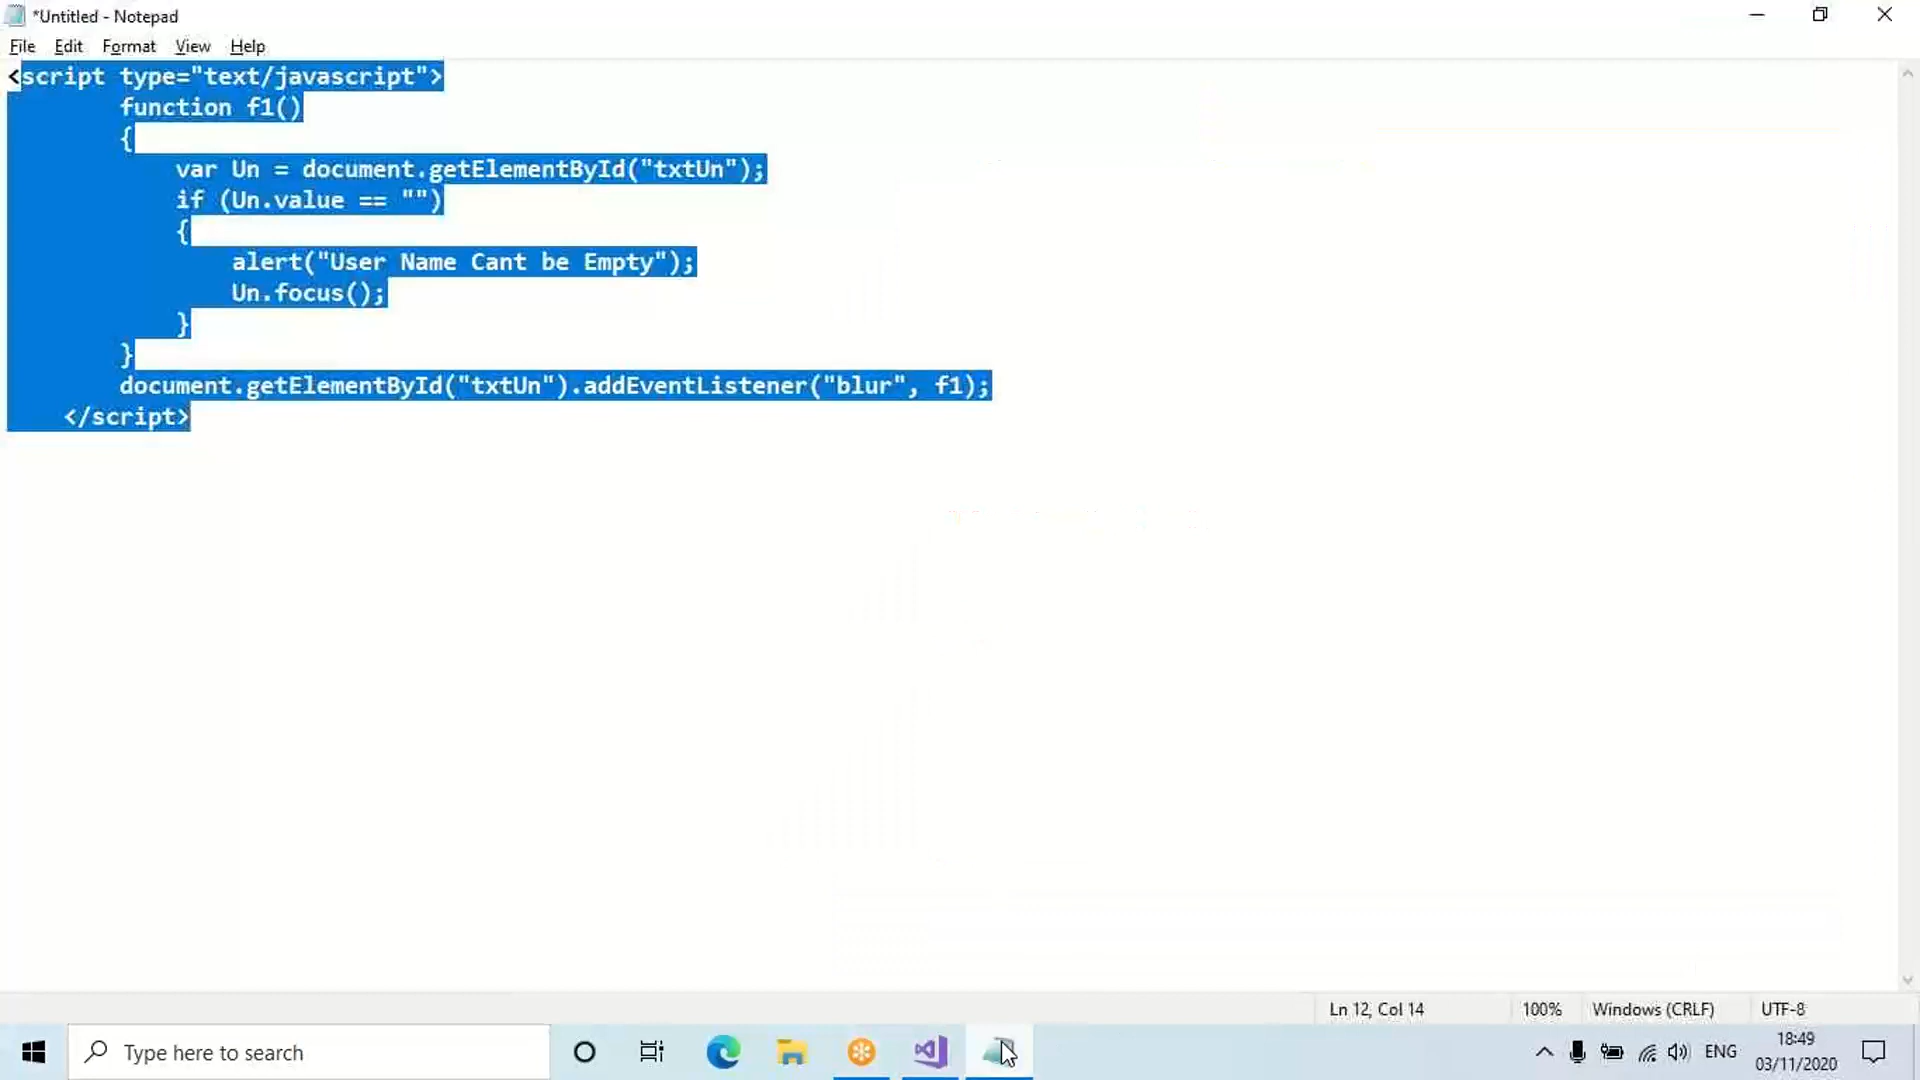 *Untitled - Notepad
File Edit Format View Help
<script type="text/javascript">
function f1()
{
var Un = document.getElementById("txtUn");
if (Un.value == "")
{
alert("User Name Cant be Empty");
Un.focus();
}
}
document.getElementById("txtUn").addEventListener("blur", f1);
</script>
Ln 12, Col 14 100% Windows (CRLF) UTF-8
Type here to search
ENG
18:49
03/11/2020